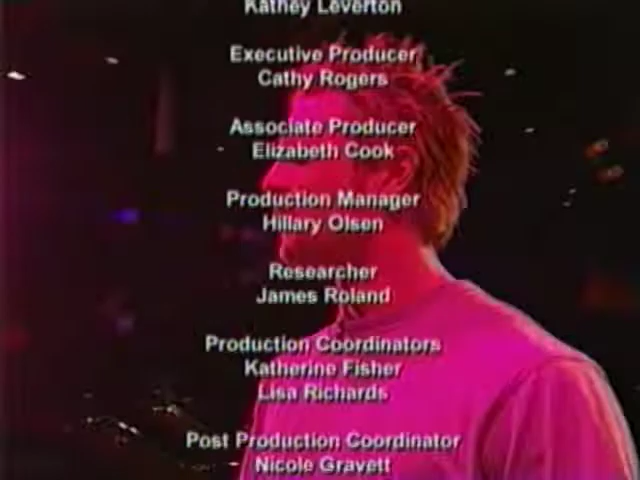 Kathey Leverton
Executive Producer
Cathy Rogers
Associate Producer
Elizabeth Cook
Production Manager
Hillary Olsen
Researcher
James Roland
Production Coordinators
Katherine Fisher
Lisa Richards
Post Production Coordinator
Nicole Gravett